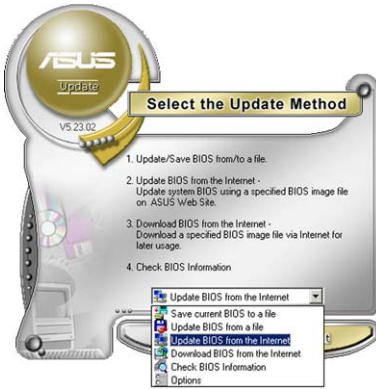 ASUS
Update
V5.23.02
Select the Update Method
1. Update/Save BIOS from/to a file.
2. Update BIOS from the Internet -
Update system BIOS using a specified BIOS image file
on ASUS Web Site.
3. Download BIOS from the Internet -
Download a specified BIOS image file via Internet for
later usage.
4. Check BIOS Information
Update BIOS from the Internet
Save current BIOS to a file
Update BIOS from a file
Update BIOS from the Internet
Download BIOS from the Internet
Check BIOS Information
Options